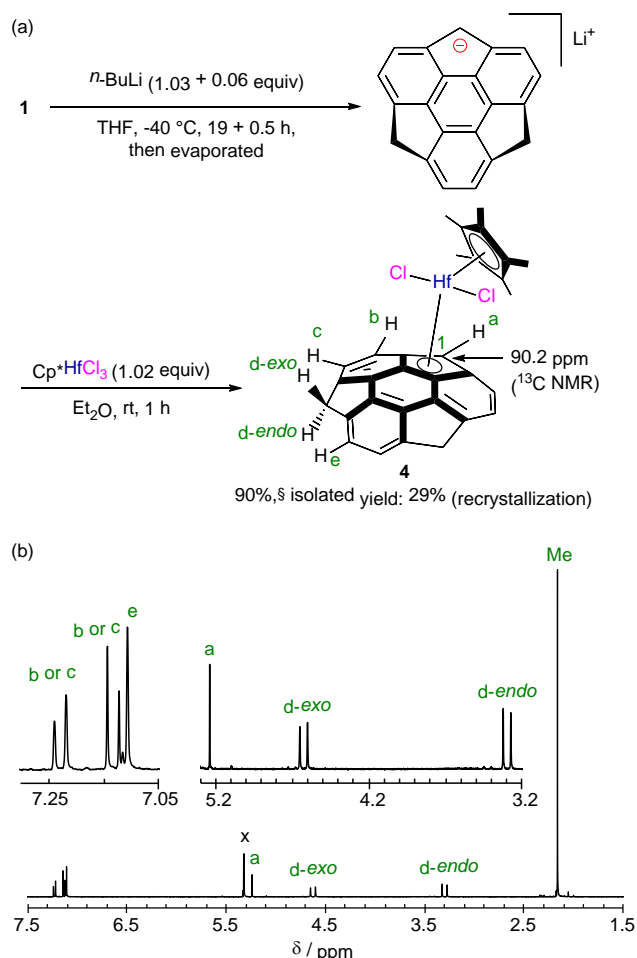 (a)
n-BuLi (1.03 + 0.06 equiv)
1
THF, -40 °C, 19 + 0.5 h,
then evaporated
⊖
Li⁺
Cl
Hf
Cl
a
H
b
H
c
H
1
90.2 ppm
(¹³C NMR)
d-exo
H
Cp*HfCl₃ (1.02 equiv)
Et₂O, rt, 1 h
d-endo
H
H
e
4
90%,§ isolated yield: 29% (recrystallization)
(b)
Me
b or c
e
b or c
a
d-exo
d-endo
7.25
7.05
5.2
4.2
3.2
x
a
d-exo
d-endo
7.5
6.5
5.5
4.5
3.5
2.5
1.5
δ / ppm